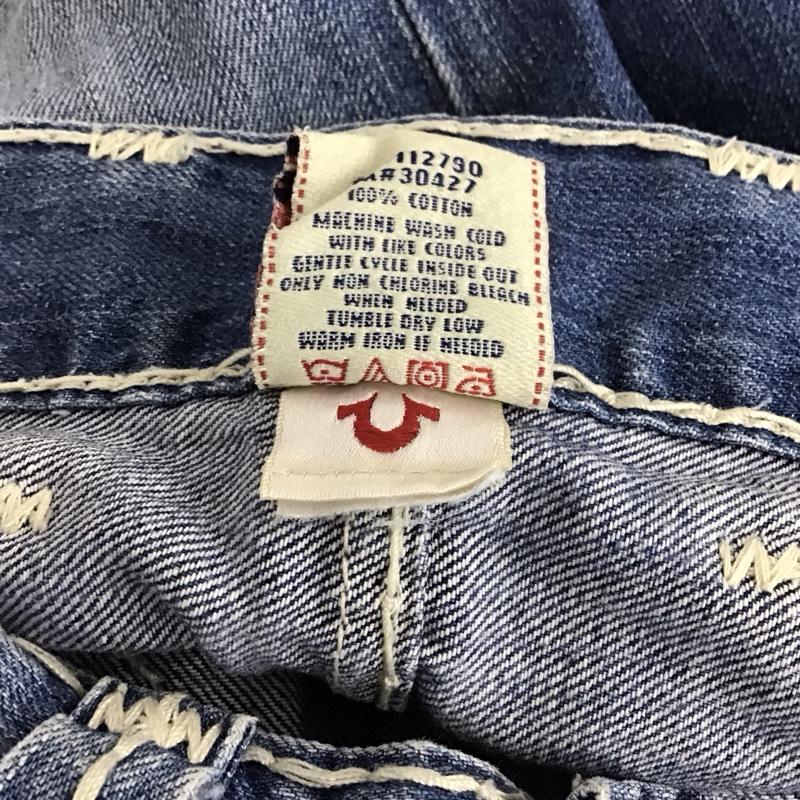 112790
A#30427
100% COTTON
MACHINE WASH COLD
WITH LIKE COLORS
GENTLE CYCLE INSIDE OUT
ONLY NON CHLORINE BLEACH
WHEN NEEDED
TUMBLE DRY LOW
WARM IRON IF NEEDED